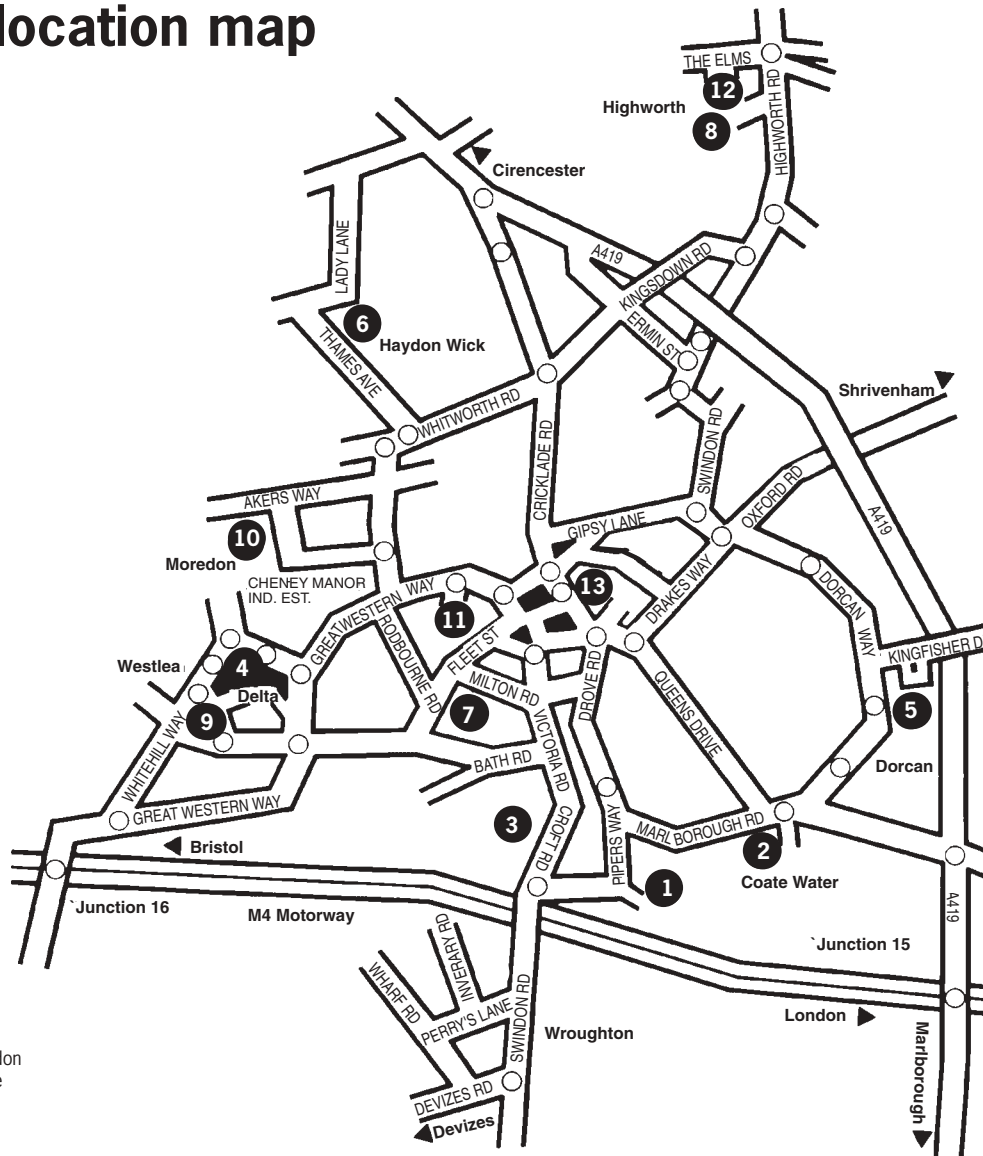 location map
THE ELMS
12
Highworth
8
HIGHWORTH RD
Cirencester
LADY LANE
A419
KINGSDOWN RD
6
Haydon Wick
ERMIN ST
THAMES AVE
Shrivenham
WHITWORTH RD
SWINDON RD
CRICKLADE RD
OXFORD RD
AKERS WAY
A419
GIPSY LANE
10
Moredon
CHENEY MANOR
IND. EST.
GREAT WESTERN WAY
13
DRAKES WAY
DORCAN WAY
11
RODBOURNE RD
FLEET ST
KINGFISHER D
Westlea
4
Delta
MILTON RD
DROVE RD
QUEENS DRIVE
9
7
5
WHITEHILL WAY
VICTORIA RD
BATH RD
Dorcan
GREAT WESTERN WAY
3
CROFT RD
PIPERS WAY
MARLBOROUGH RD
2
Bristol
Coate Water
1
`Junction 16
M4 Motorway
A419
`Junction 15
INVERARY RD
WHARF RD
PERRY'S LANE
SWINDON RD
London
Wroughton
Marlborough
don
e
DEVIZES RD
Devizes